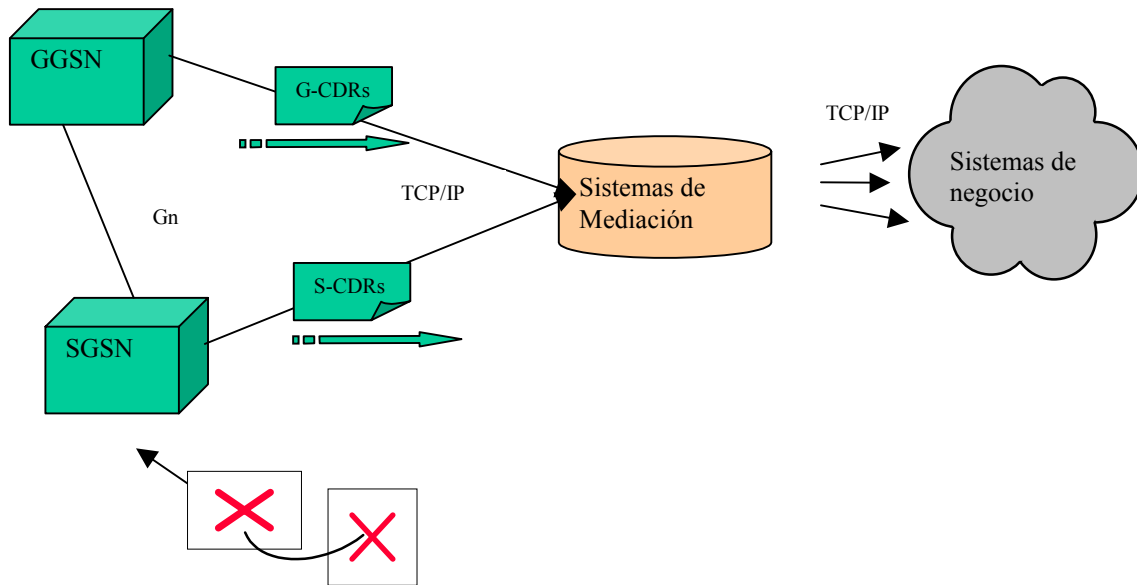 GGSN
G-CDRs
TCP/IP
Sistemas de
negocio
TCP/IP
Sistemas de
Mediación
Gn
S-CDRs
SGSN